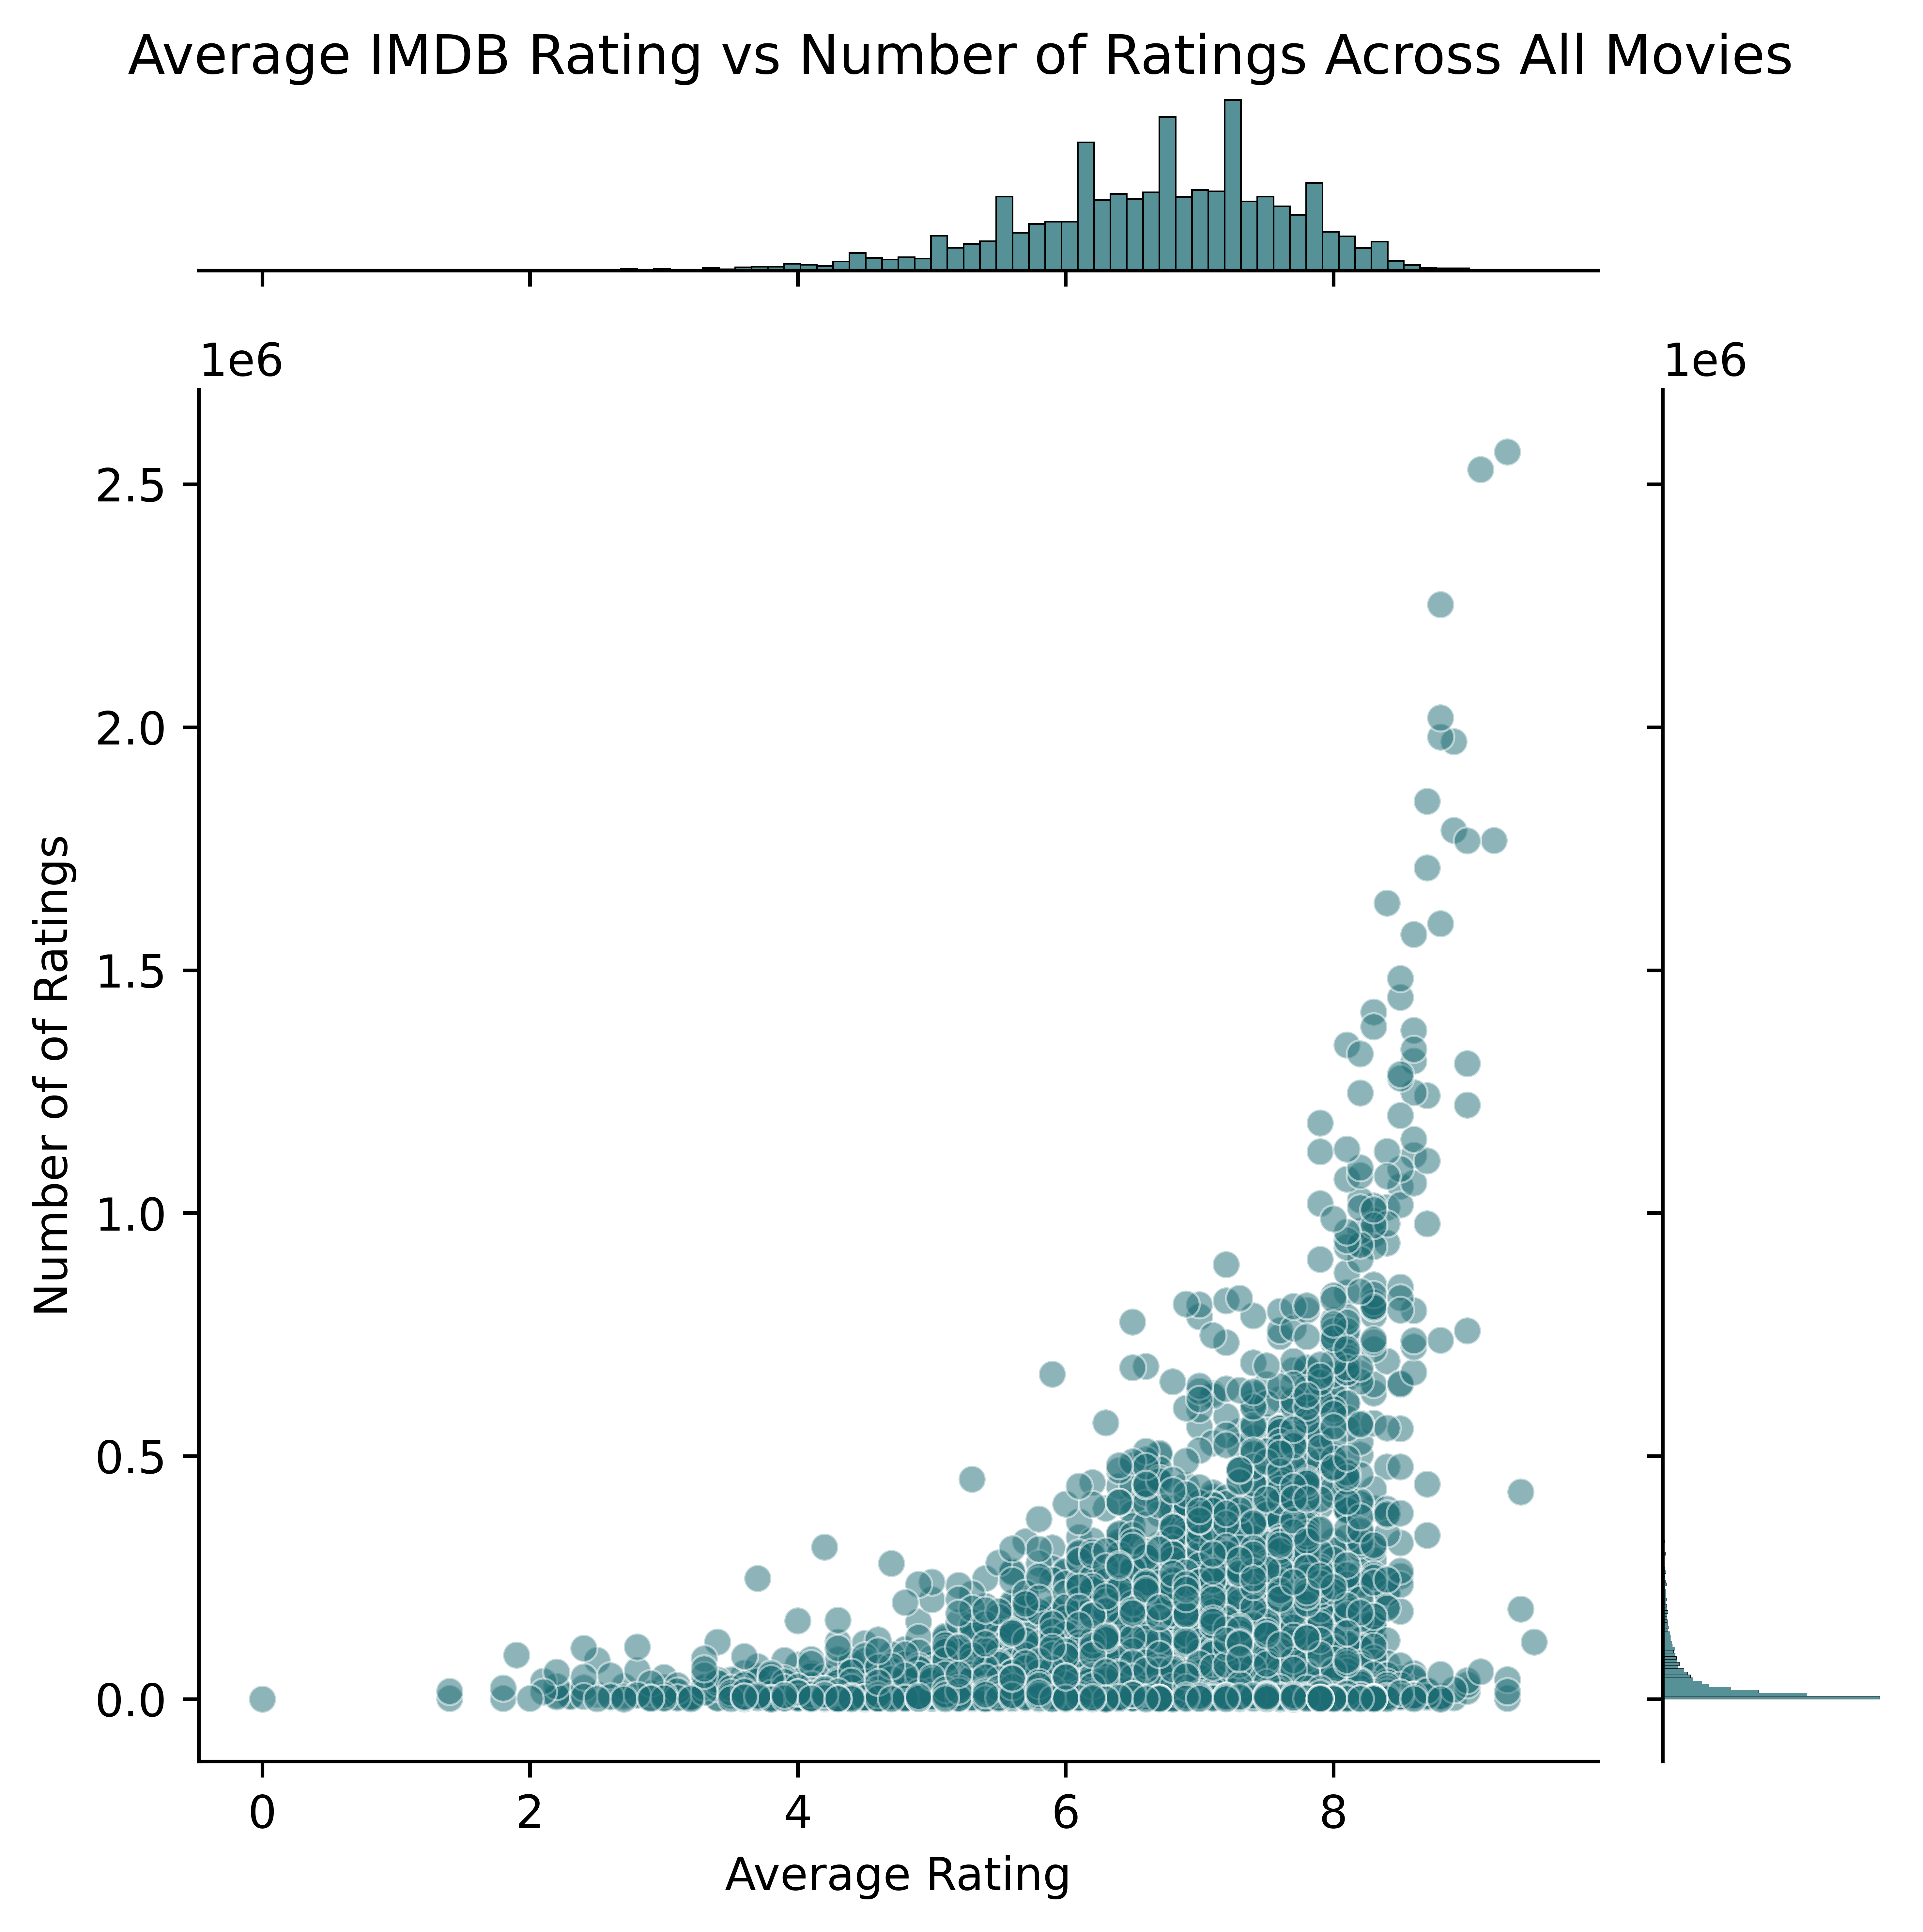 Average IMDB Rating vs Number of Ratings Across All Movies
1e6 1e6
2.5
2.0
1.5
1.0
0.5
0.0
Number of of Ratings
0 2 4 6 8
Average Rating